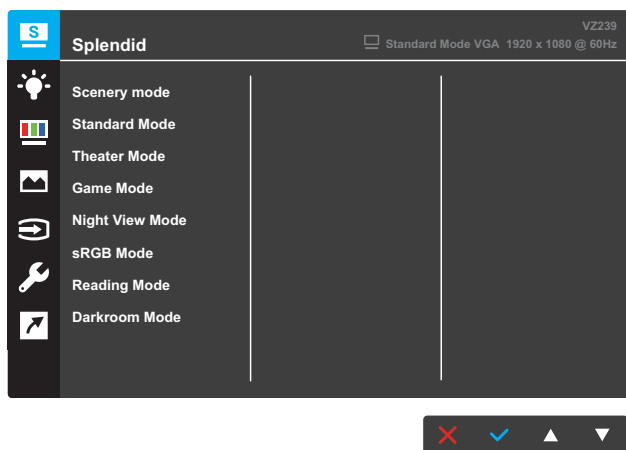 S
VZ239
Splendid
Standard Mode VGA 1920 x 1080 @ 60Hz
Scenery mode
Standard Mode
Theater Mode
Game Mode
Night View Mode
sRGB Mode
Reading Mode
Darkroom Mode